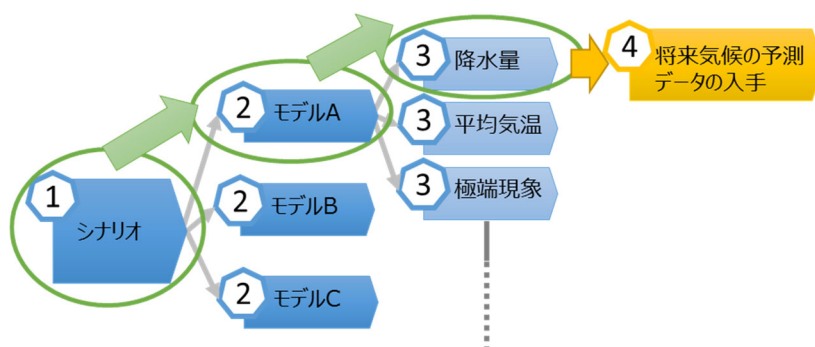 1
シナリオ
2
モデルA
2
モデルB
2
モデルC
3
降水量
3
平均気温
3
極端現象
4
将来気候の予測
データの入手